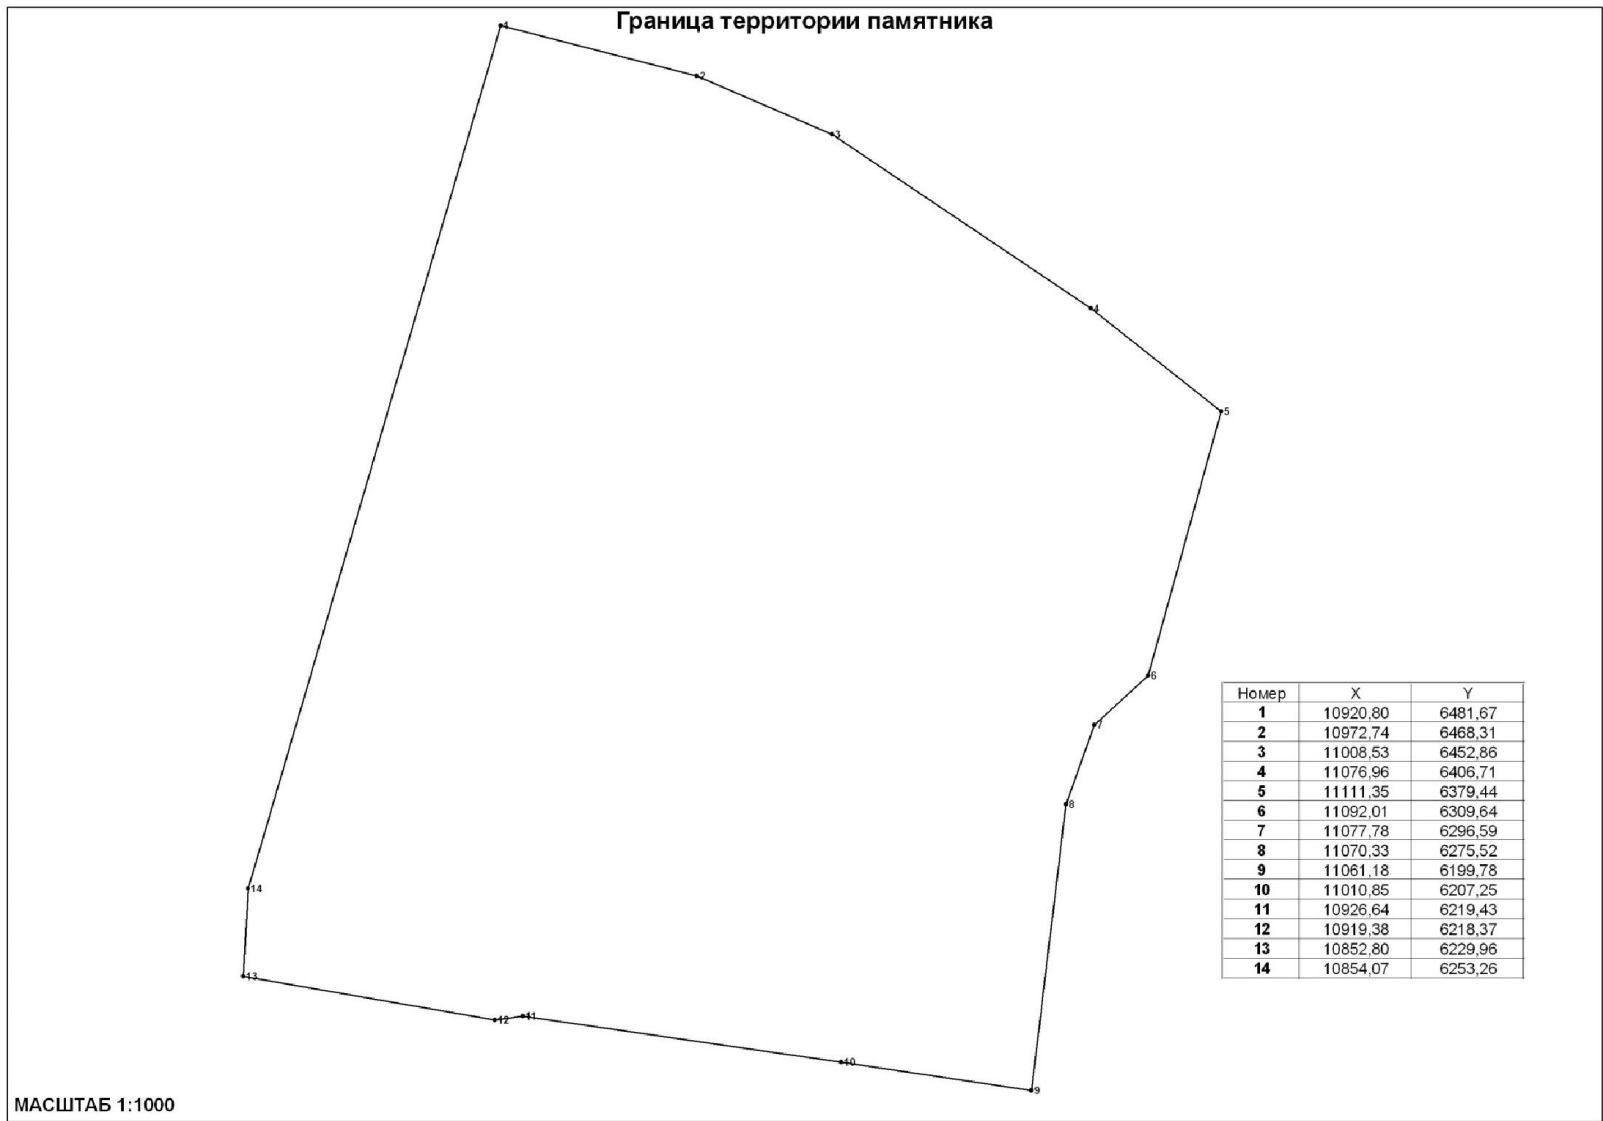 Граница территории памятника
1
2
3
4
5
6
7
8
14
13
12
11
10
9
Номер X Y
1 10920,80 6481,67
2 10972,74 6468,31
3 11008,53 6452,86
4 11076,96 6406,71
5 11111,35 6379,44
6 11092,01 6309,64
7 11077,78 6296,59
8 11070,33 6275,52
9 11061,18 6199,78
10 11010,85 6207,25
11 10926,64 6219,43
12 10919,38 6218,37
13 10852,80 6229,96
14 10854,07 6253,26
МАСШТАБ 1:1000